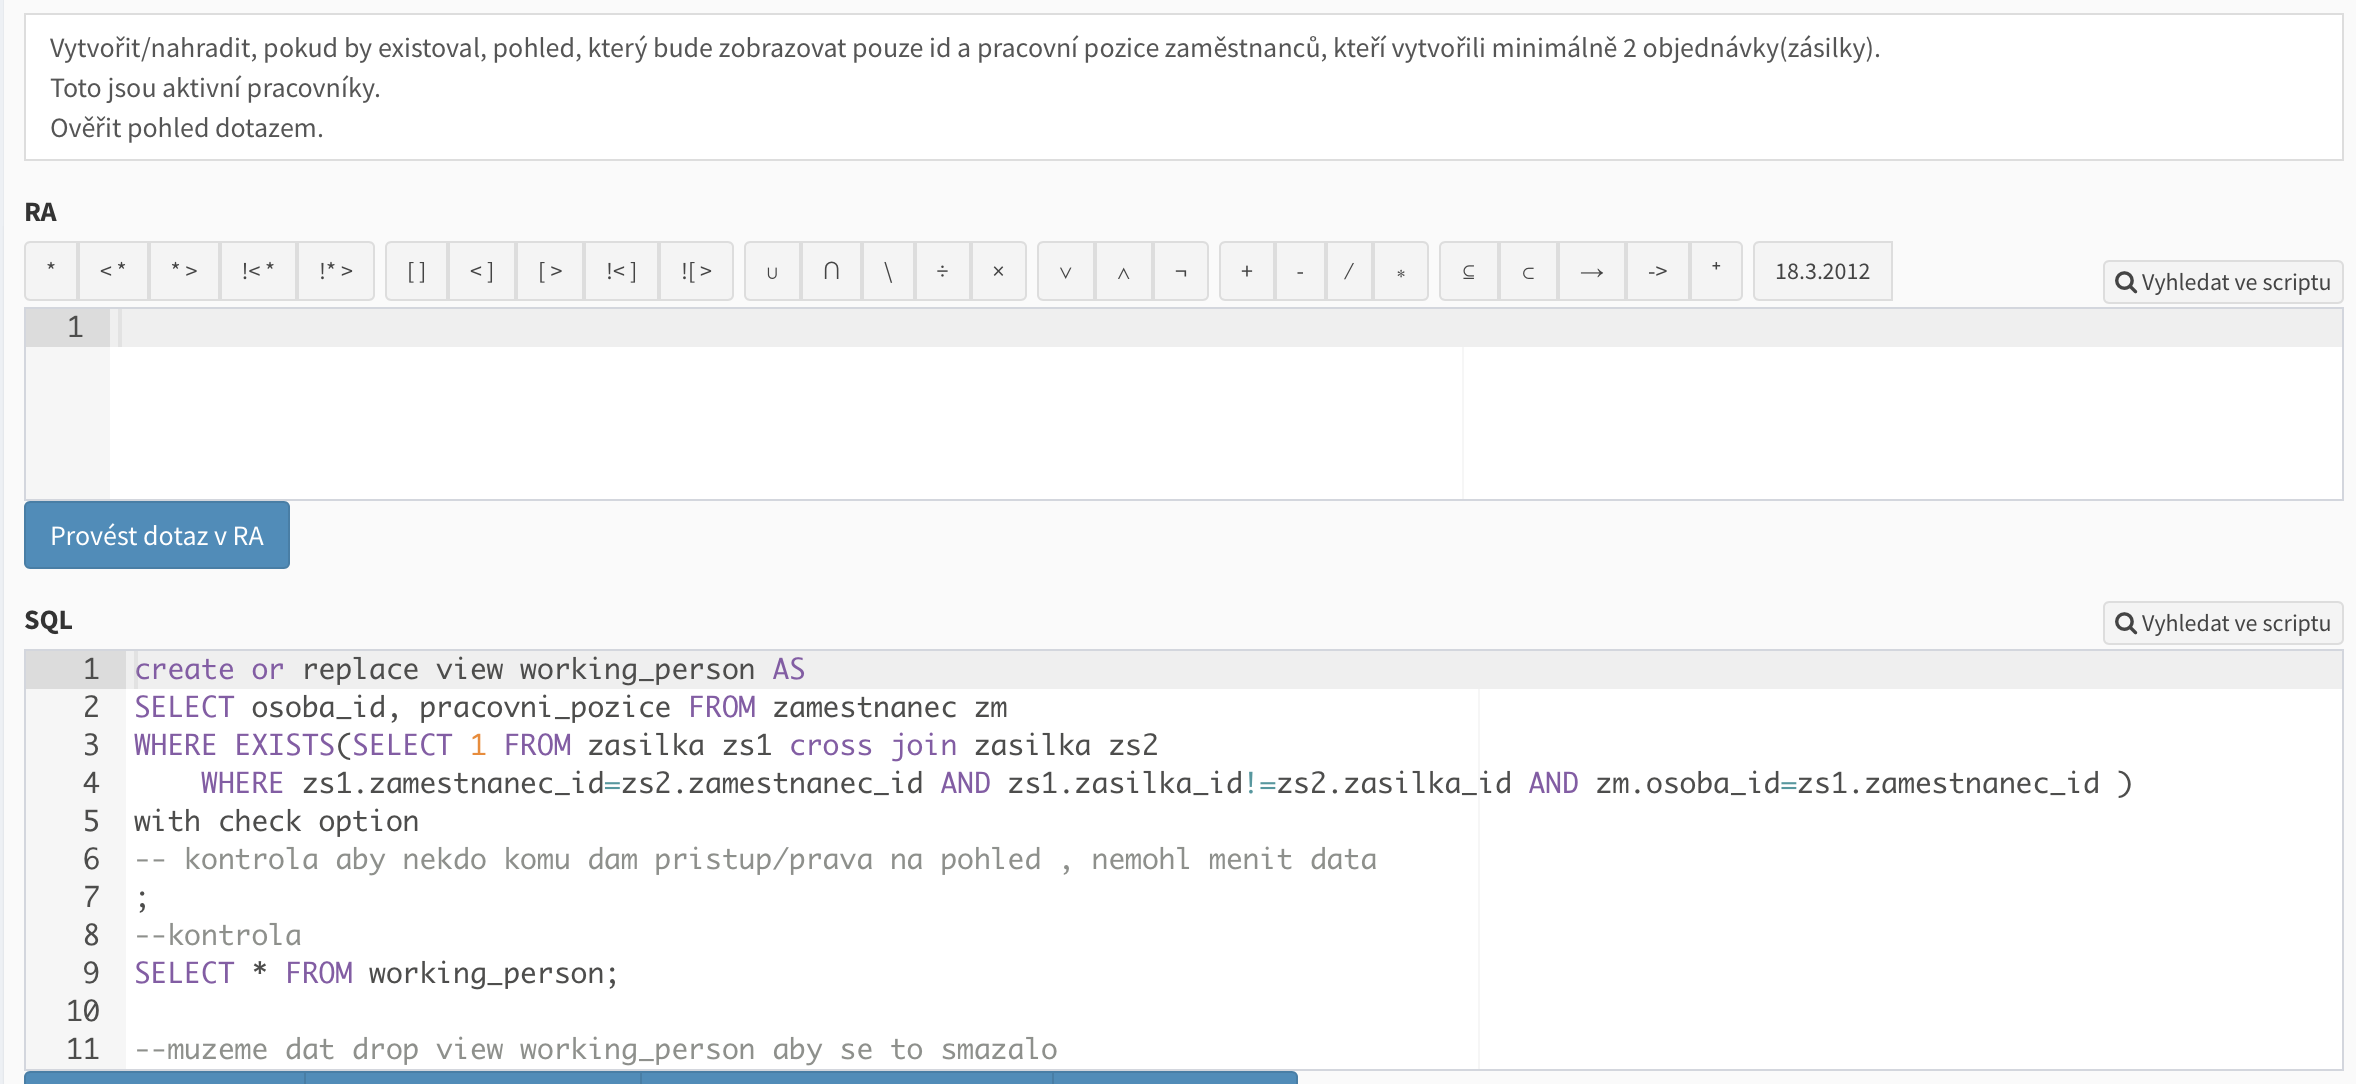 Vytvořit/nahradit, pokud by existoval, pohled, který bude zobrazovat pouze id a pracovní pozice zaměstnanců, kteří vytvořili minimálně 2 objednávky(zásilky).
Toto jsou aktivní pracovníky.
Ověřit pohled dotazem.
RA
* <* *> !<* !*> [] <] [> !<] ![> ∪ ∩ \ ÷ × ∨ ∧ ¬ + - / * ⊆ ⊂ → -> + 18.3.2012
Vyhledat ve scriptu
1
Provést dotaz v RA
SQL
Vyhledat ve scriptu
1 create or replace view working_person AS
2 SELECT osoba_id, pracovni_pozice FROM zamestnanec zm
3 WHERE EXISTS(SELECT 1 FROM zasilka zs1 cross join zasilka zs2
4 WHERE zs1.zamestnanec_id=zs2.zamestnanec_id AND zs1.zasilka_id!=zs2.zasilka_id AND zm.osoba_id=zs1.zamestnanec_id )
5 with check option
6 -- kontrola aby nekdo komu dam pristup/prava na pohled , nemohl menit data
7 ;
8 --kontrola
9 SELECT * FROM working_person;
10
11 --muzeme dat drop view working_person aby se to smazalo